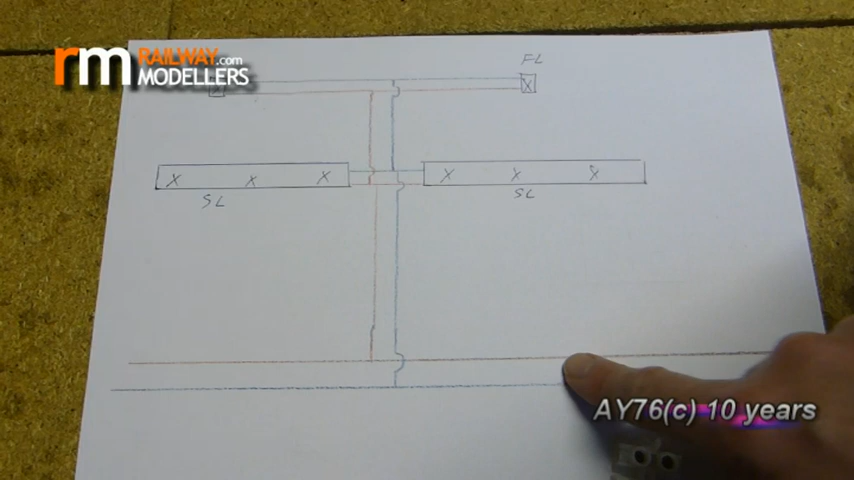 FL
rm RAILWAY.com
MODELLERS
X X
X X X X X X
SL SL
AY76(c) 10 years